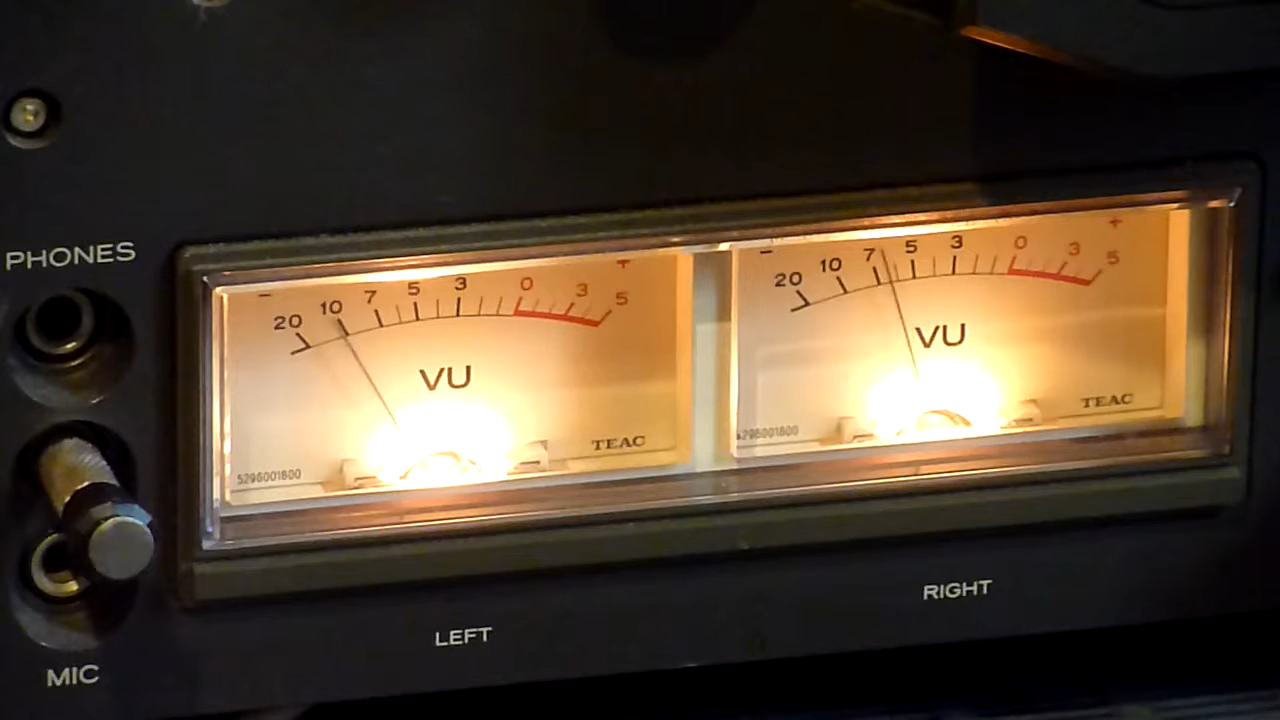 PHONES
MIC
- 20 10 7 5 3 0 3 5 +
VU
TEAC
5296001800
LEFT
- 20 10 7 5 3 0 3 5 +
VU
TEAC
5296001800
RIGHT